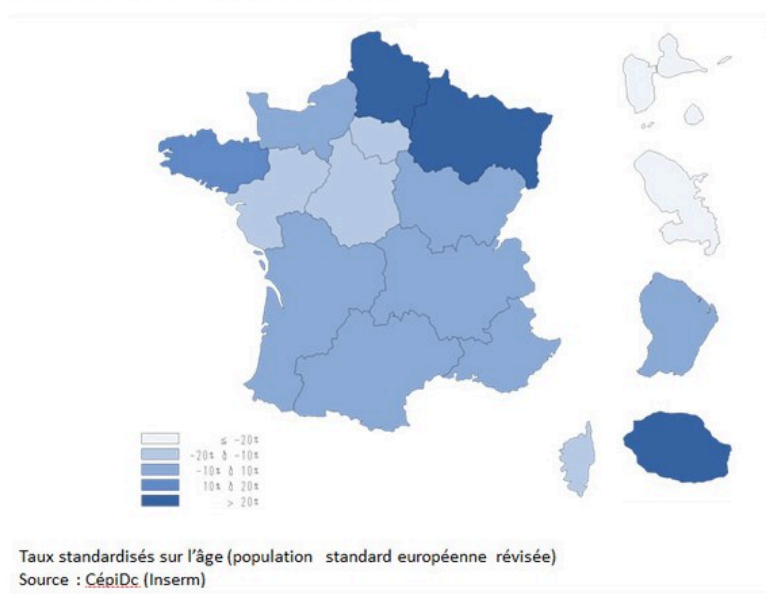 ≤ -20%
-20% à -10%
-10% à 10%
10% à 20%
> 20%
Taux standardisés sur l'âge (population standard européenne révisée)
Source : CépiDc (Inserm)